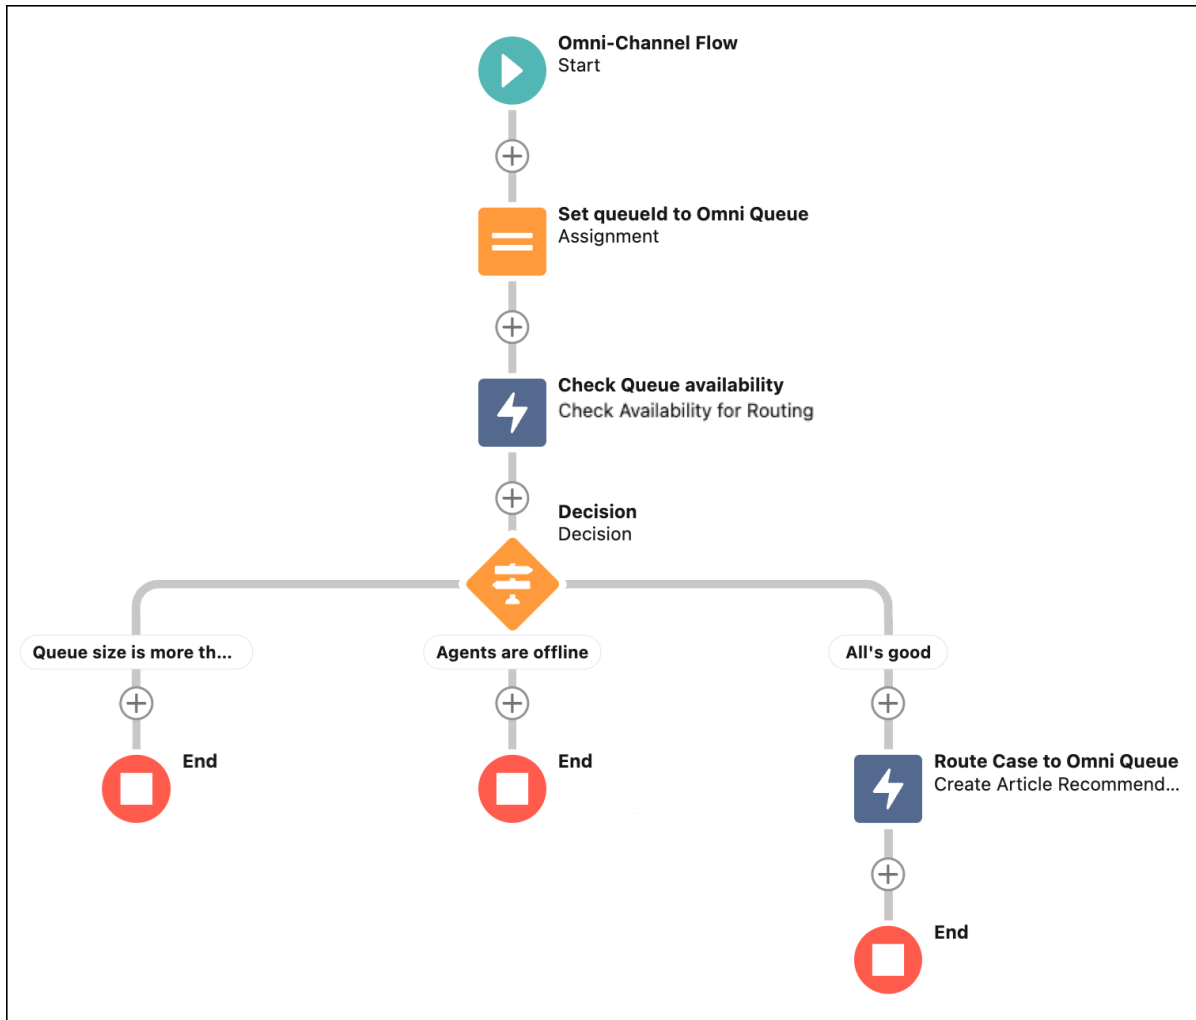 Omni-Channel Flow
Start
Set queueId to Omni Queue
Assignment
Check Queue availability
Check Availability for Routing
Decision
Decision
Queue size is more th...
Agents are offline
All's good
End
End
Route Case to Omni Queue
Create Article Recommend...
End